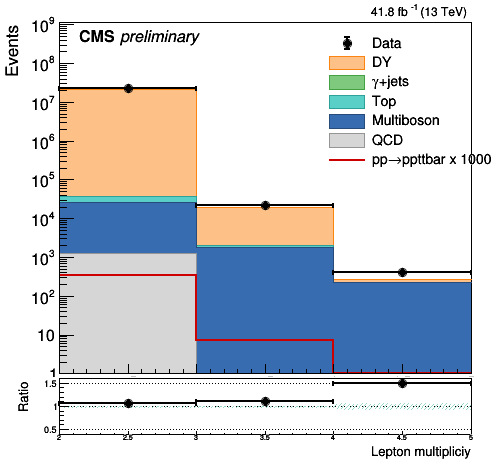 41.8 fb⁻¹ (13 TeV)
Events
CMS preliminary
10⁹
10⁸
10⁷
10⁶
10⁵
10⁴
10³
10²
10
1
Data
DY
γ+jets
Top
Multiboson
QCD
pp→ppttbar x 1000
Ratio
1.5
1
0.5
2 2.5 3 3.5 4 4.5 5
Lepton multipliciy